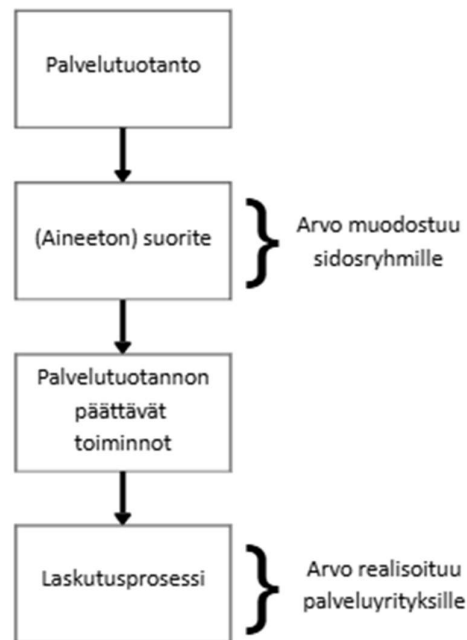 Palvelutuotanto
(Aineeton) suorite
Arvo muodostuu
sidosryhmille
Palvelutuotannon
päättävät
toiminnot
Laskutusprosessi
Arvo realisoituu
palveluyrityksille